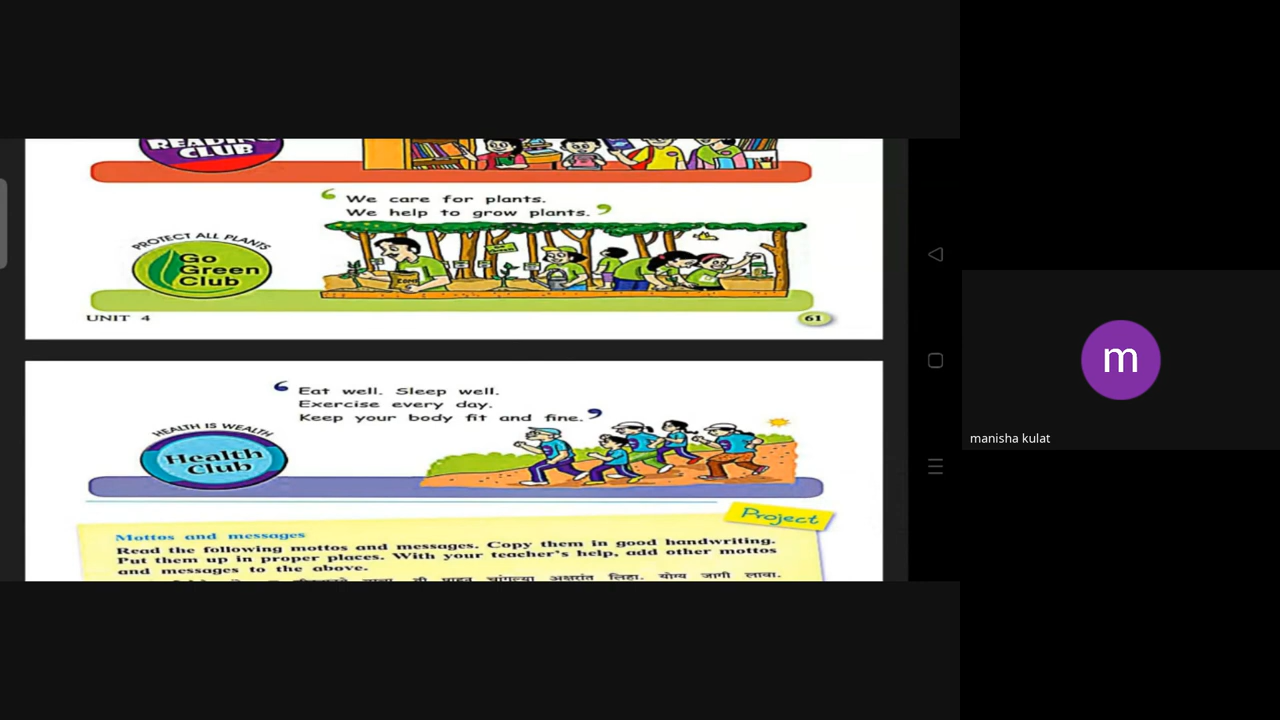 READING
CLUB
We care for plants.
We help to grow plants.
PROTECT ALL PLANTS
Go
Green
Club
UNIT 4
61
Eat well. Sleep well.
Exercise every day.
Keep your body fit and fine.
HEALTH IS WEALTH
Health
Club
Project
Mottos and messages
Read the following mottos and messages. Copy them in good handwriting.
Put them up in proper places. With your teacher's help, add other mottos
and messages to the above.
चांगल्या अक्षरांत लिहा. योग्य जागी लावा.
m
manisha kulat